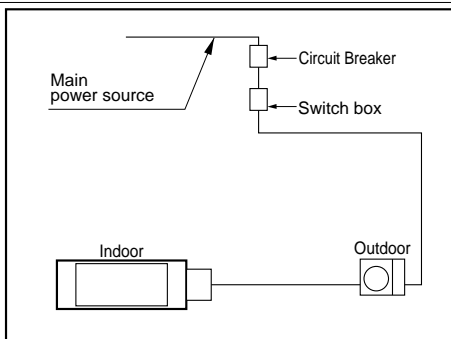 Circuit Breaker
Main
power source
Switch box
Indoor
Outdoor